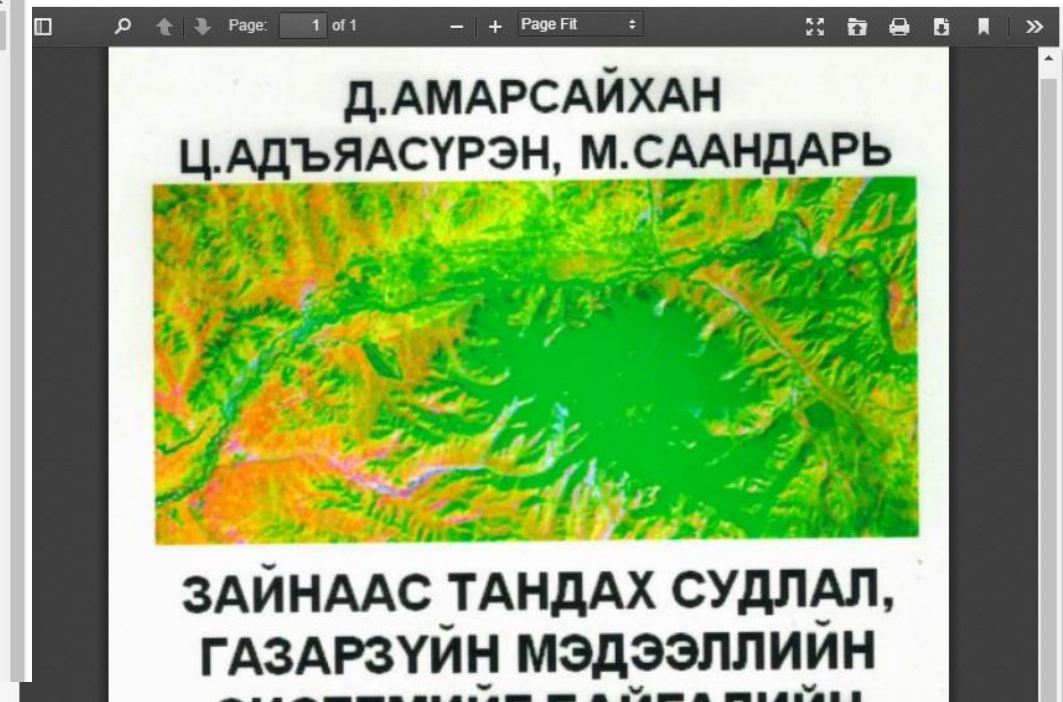 Page: 1 of 1
Page Fit
Д.АМАРСАЙХАН
Ц.АДЪЯАСҮРЭН, М.СААНДАРЬ
ЗАЙНААС ТАНДАХ СУДЛАЛ,
ГАЗАРЗҮЙН МЭДЭЭЛЛИЙН